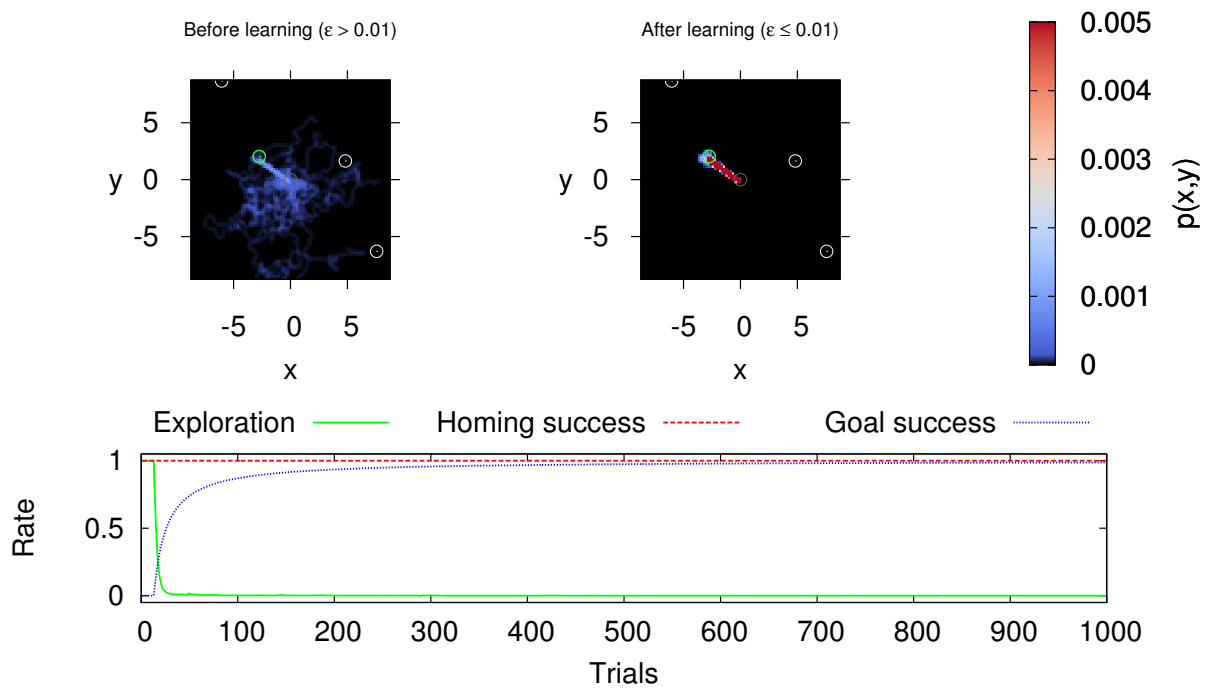 Before learning (ε > 0.01)
After learning (ε ≤ 0.01)
5
0
-5
y
-5 0 5
x
5
0
-5
y
-5 0 5
x
0.005
0.004
0.003
0.002
0.001
0
p(x,y)
Exploration Homing success Goal success
1
0.5
0
Rate
0 100 200 300 400 500 600 700 800 900 1000
Trials